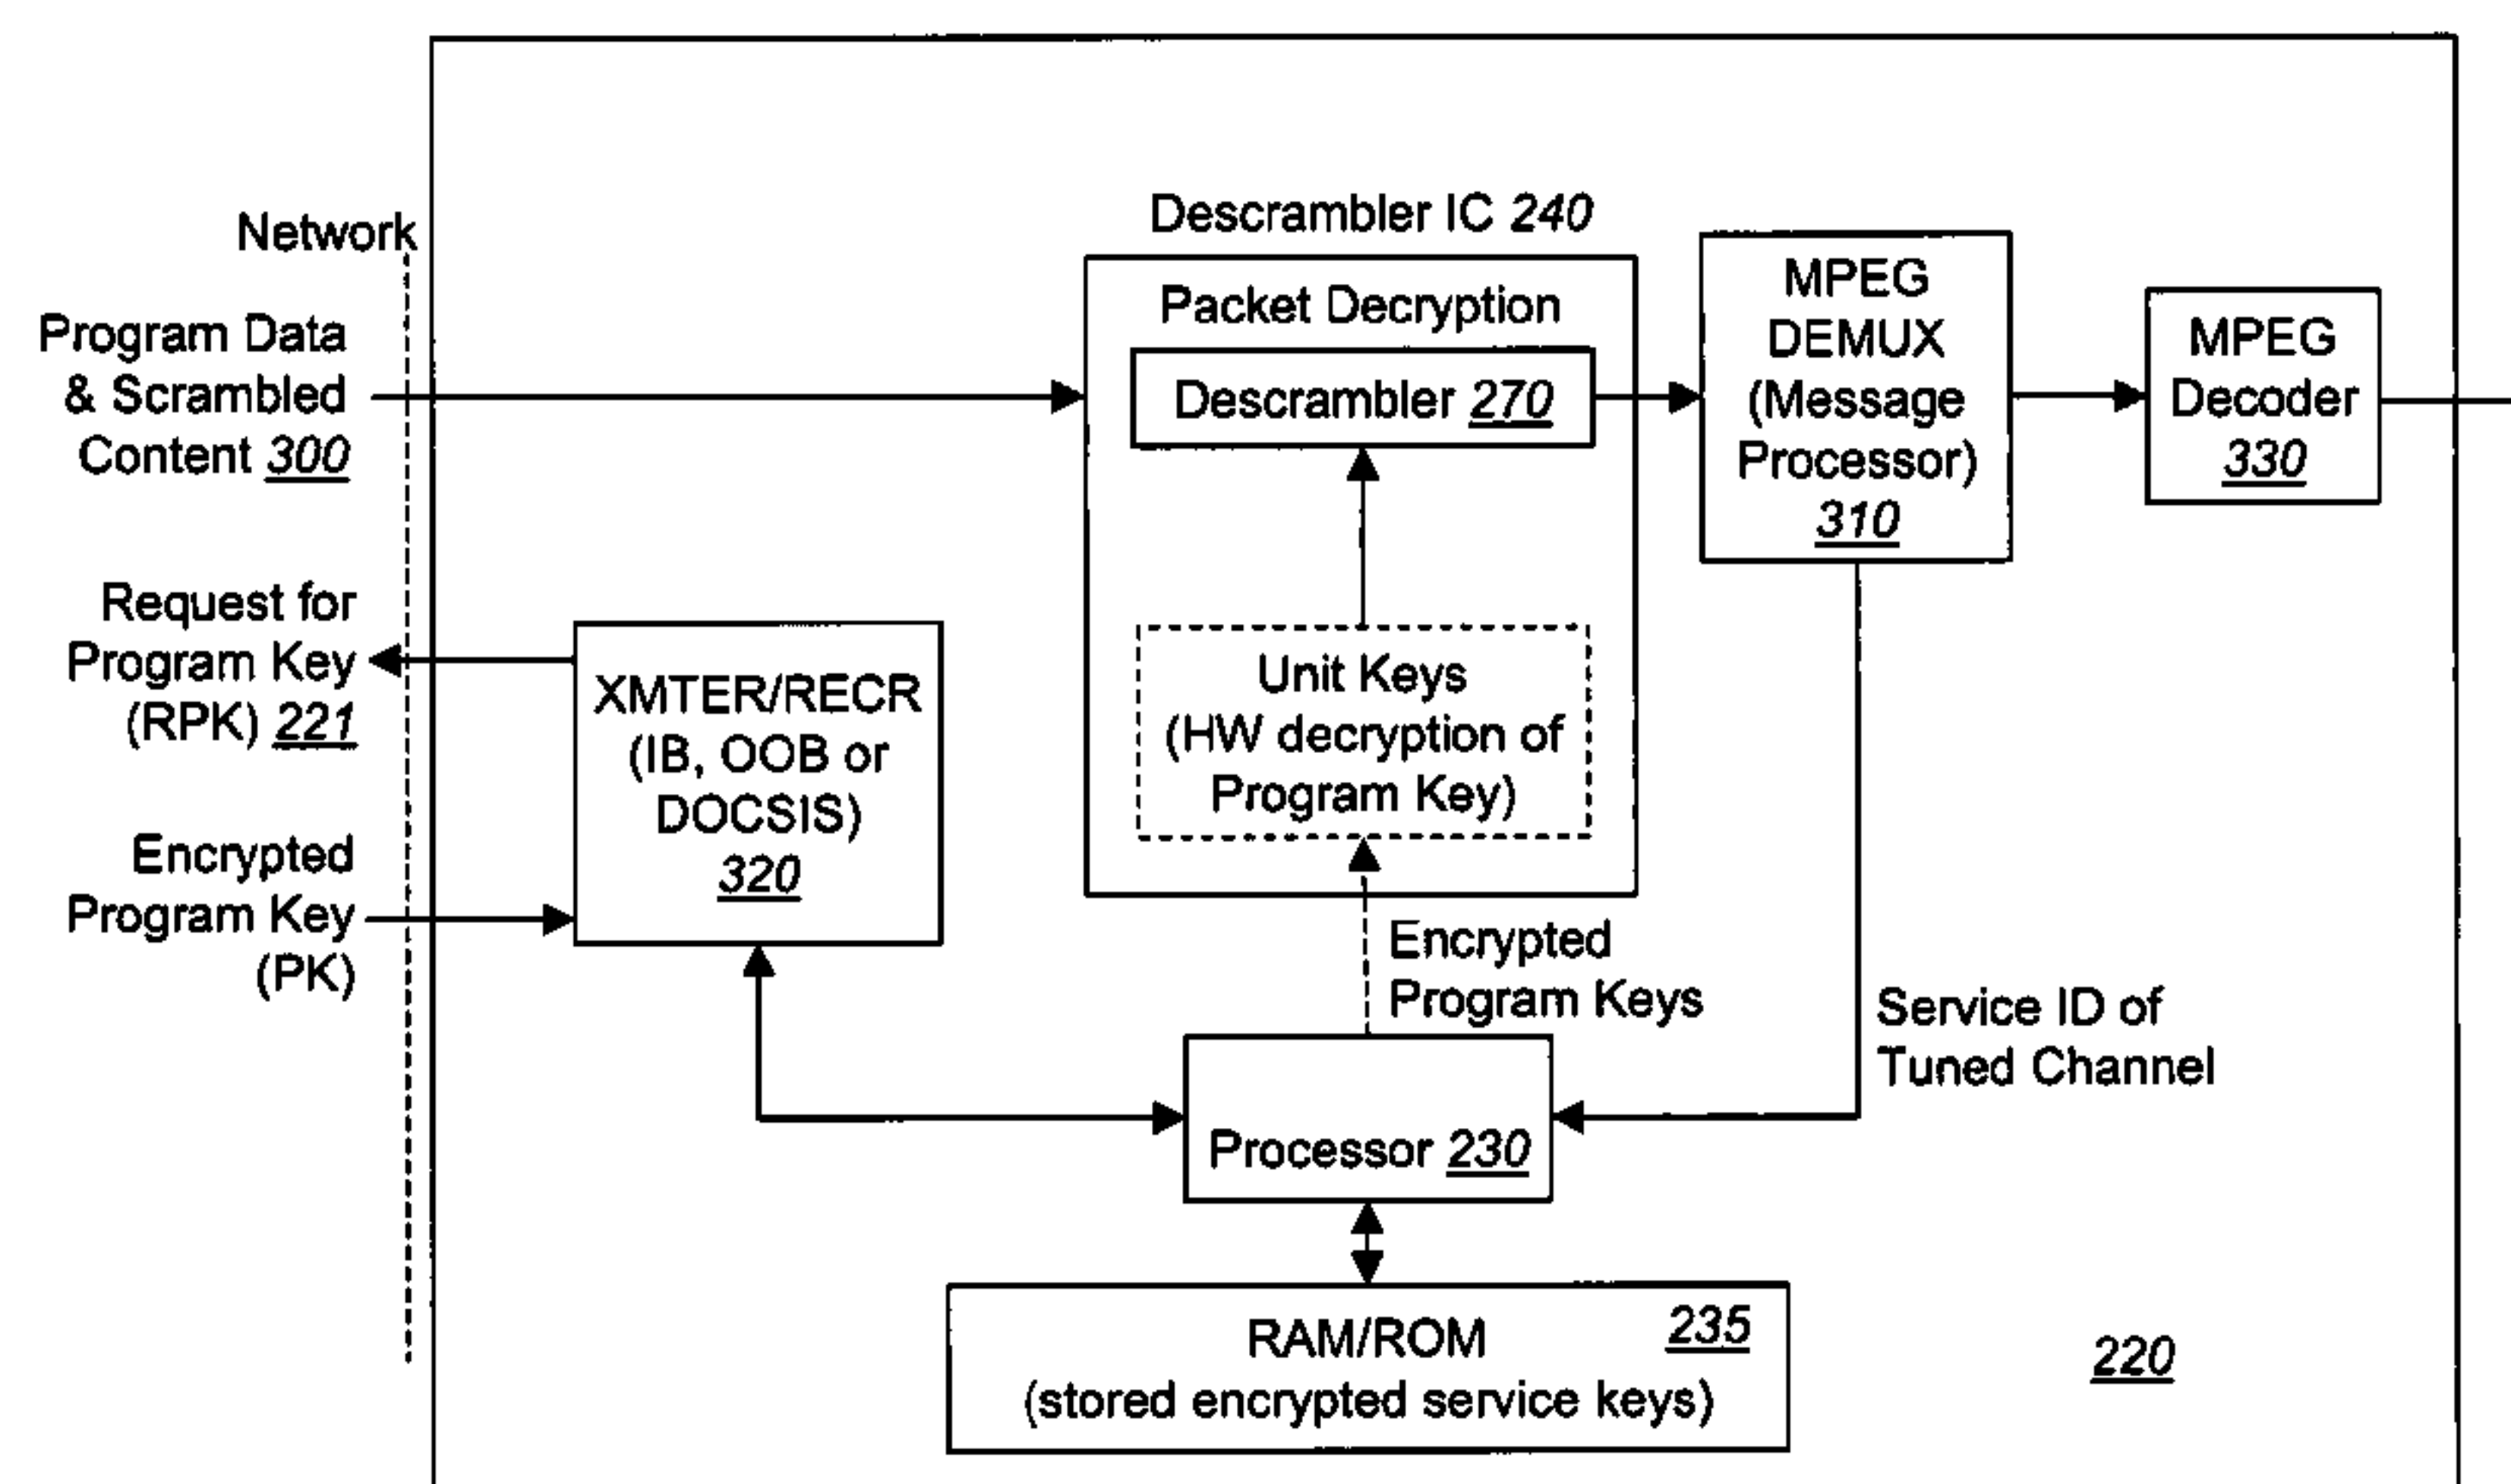 Network
Program Data
& Scrambled
Content 300
Request for
Program Key
(RPK) 221
Encrypted
Program Key
(PK)
XMTER/RECR
(IB, OOB or
DOCSIS)
320
Descrambler IC 240
Packet Decryption
Descrambler 270
Unit Keys
(HW decryption of
Program Key)
Encrypted
Program Keys
MPEG
DEMUX
(Message
Processor)
310
MPEG
Decoder
330
Service ID of
Tuned Channel
Processor 230
RAM/ROM
235
(stored encrypted service keys)
220